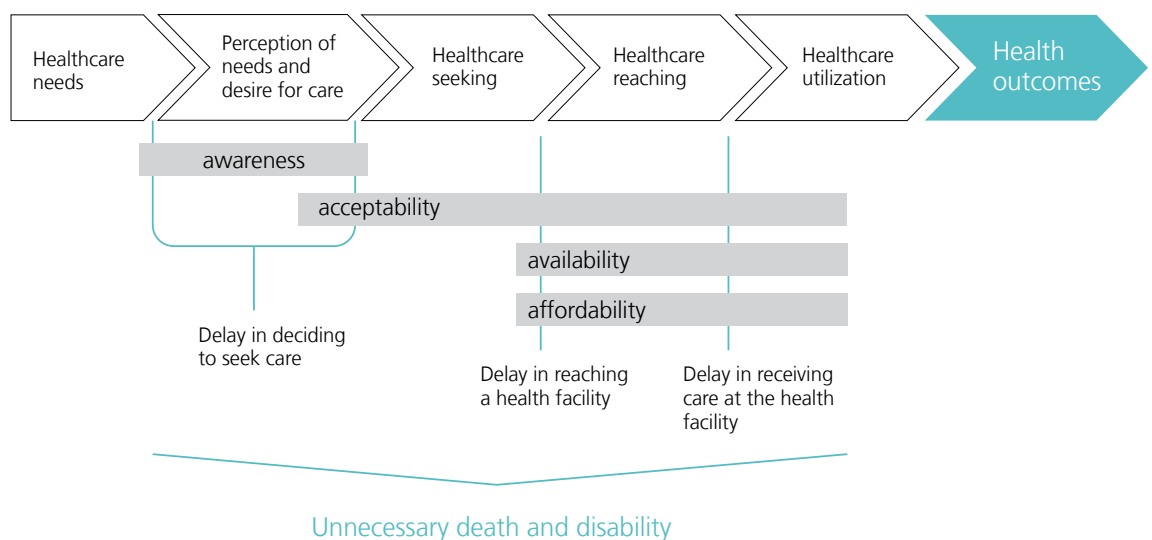 Healthcare
needs
Perception of
needs and
desire for care
Healthcare
seeking
Healthcare
reaching
Healthcare
utilization
Health
outcomes
awareness
acceptability
availability
affordability
Delay in deciding
to seek care
Delay in reaching
a health facility
Delay in receiving
care at the health
facility
Unnecessary death and disability